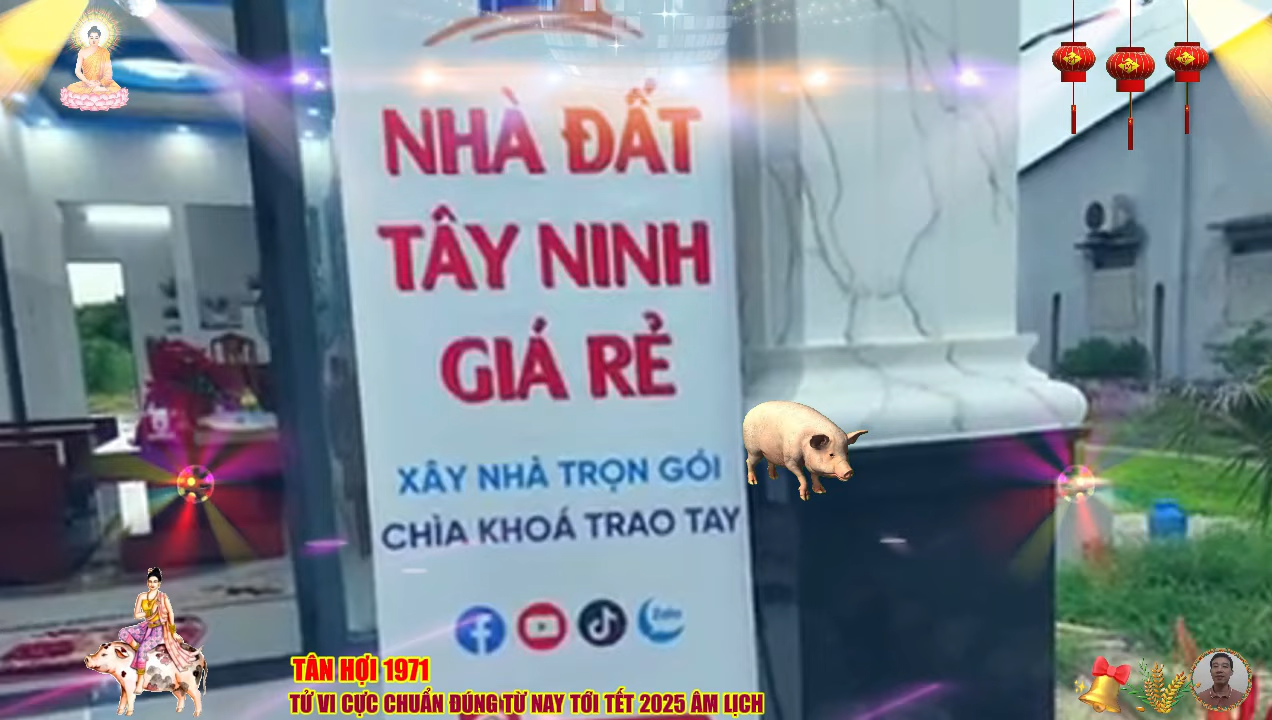 NHÀ ĐẤT
TÂY NINH
GIÁ RẺ
XÂY NHÀ TRỌN GÓI
CHÌA KHOÁ TRAO TAY
Zalo
TÂN HỢI 1971
TỬ VI CỰC CHUẨN ĐÚNG TỪ NAY TỚI TẾT 2025 ÂM LỊCH